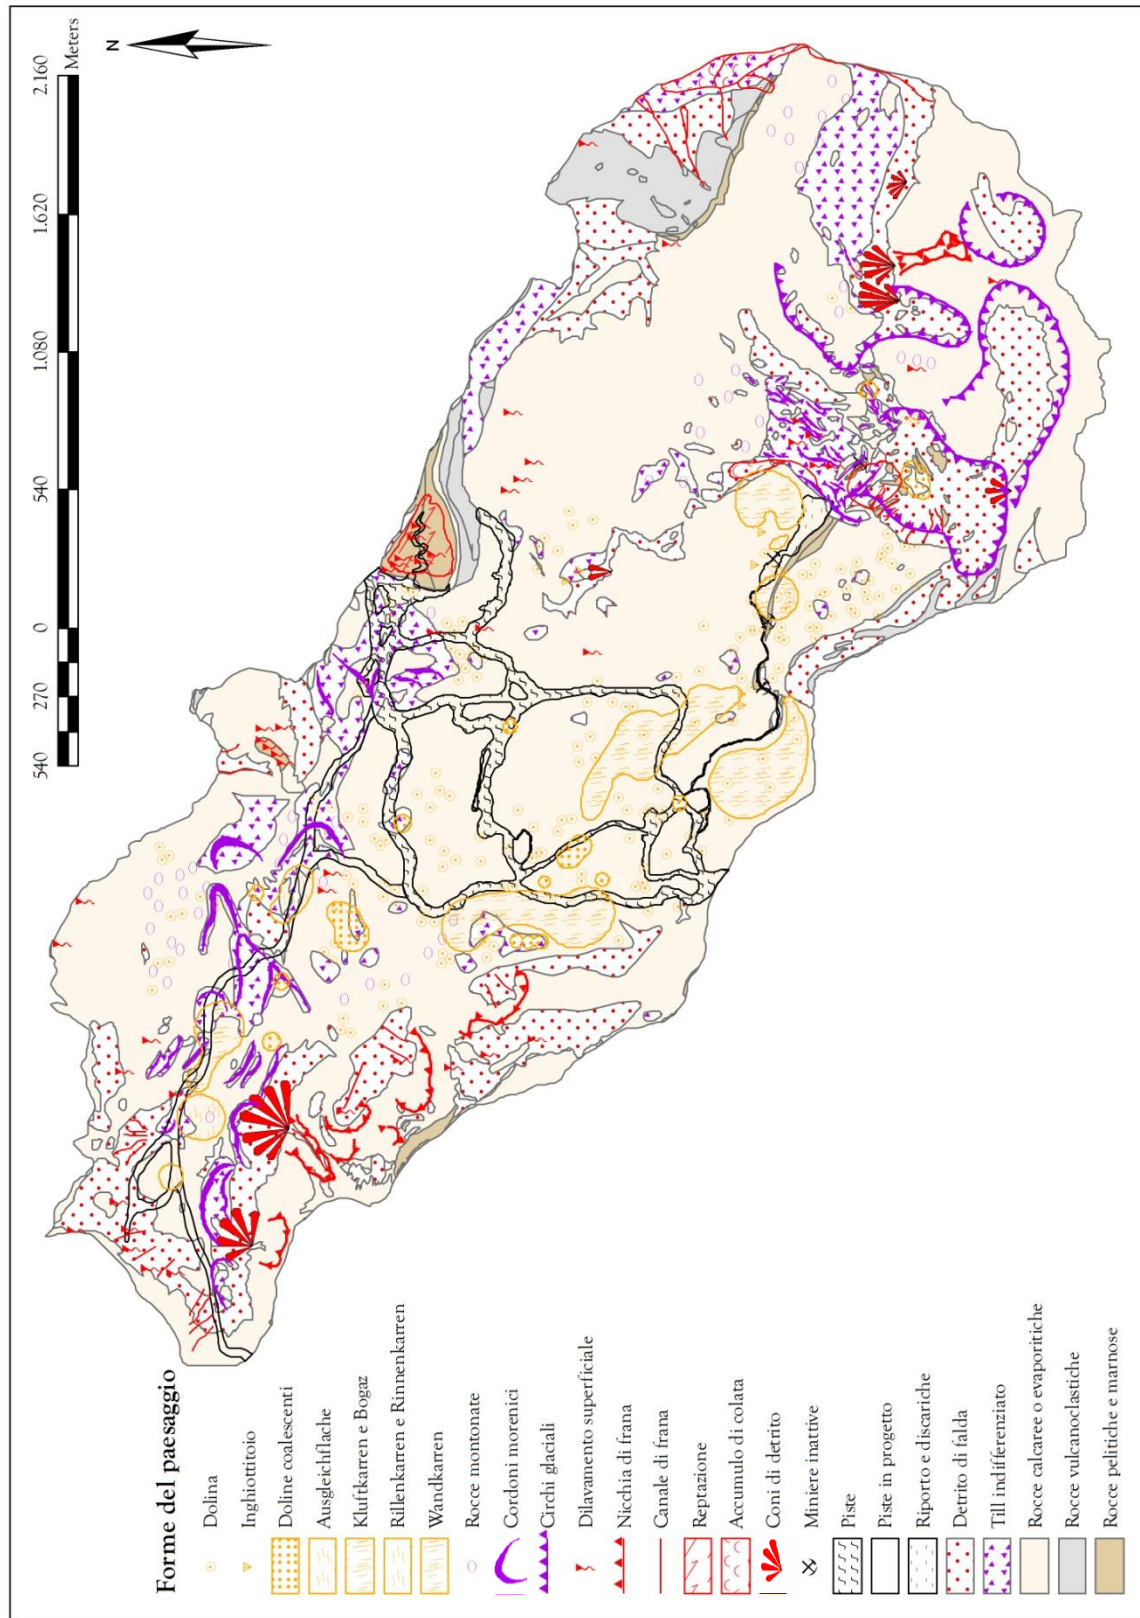 Forme del paesaggio
Dolina
Inghiottitoio
Doline coalescenti
Ausgleichflache
Kluftkarren e Bogaz
Rillenkarren e Rinnenkarren
Wandkarren
Rocce montonate
Cordoni morenici
Circhi glaciali
Dilavamento superficiale
Nicchia di frana
Canale di frana
Reptazione
Accumulo di colata
Coni di detrito
Miniere inattive
Piste
Piste in progetto
Riporto e discariche
Detrito di falda
Till indifferenziato
Rocce calcaree o evaporitiche
Rocce vulcanoclastiche
Rocce pelitiche e marnose
540 270 0 540 1.080 1.620 2.160
Meters
N